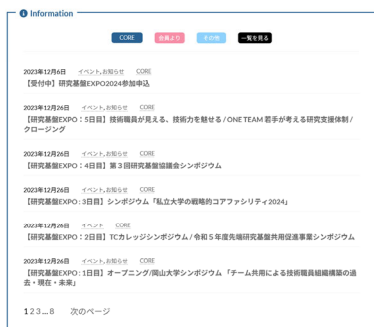 Information
CORE 会員より その他 一覧を見る
2023年12月6日 イベント,お知らせ CORE
【受付中】研究基盤EXPO2024参加申込
2023年12月26日 イベント,お知らせ CORE
【研究基盤EXPO：5日目】技術職員が見える、技術力を魅せる / ONE TEAM 若手が考える研究支援体制 /
クロージング
2023年12月26日 イベント,お知らせ CORE
【研究基盤EXPO：4日目】第３回研究基盤協議会シンポジウム
2023年12月26日 イベント,お知らせ CORE
【研究基盤EXPO：3日目】シンポジウム「私立大学の戦略的コアファシリティ2024」
2023年12月26日 イベント CORE
【研究基盤EXPO：2日目】TCカレッジシンポジウム / 令和５年度先端研究基盤共用促進事業シンポジウム
2023年12月26日 イベント,お知らせ CORE
【研究基盤EXPO：1日目】オープニング/岡山大学シンポジウム 「チーム共用による技術職員組織構築の過
去・現在・未来」
1 2 3 ... 8 次のページ